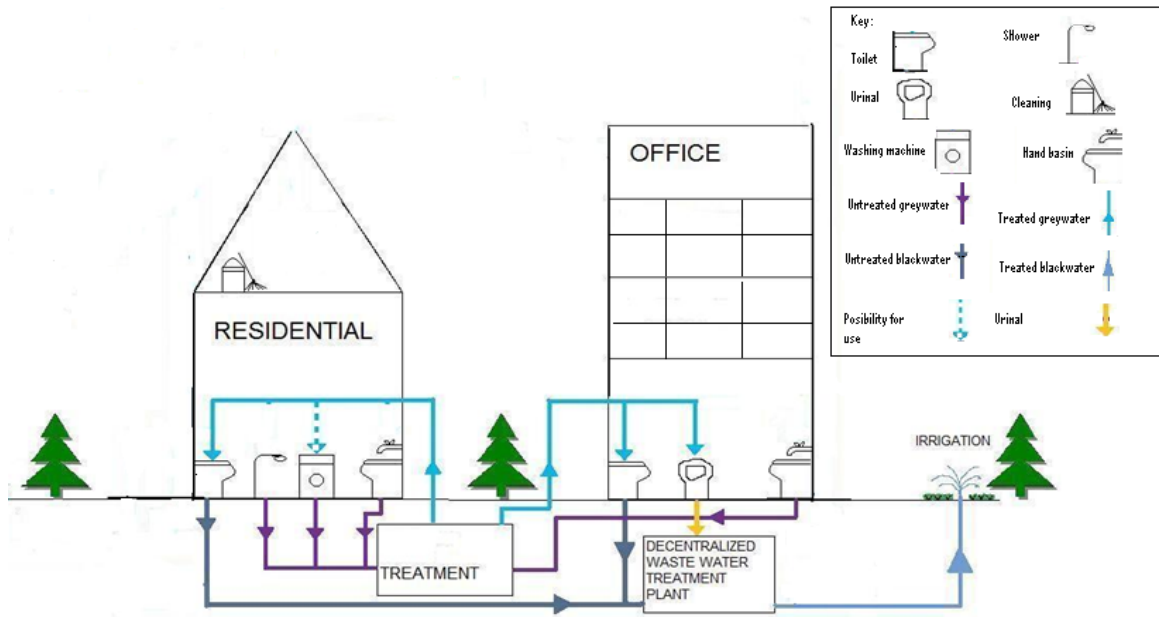 Key:
Toilet
SHower
Urinal
Cleaning
Washing machine
Hand basin
Untreated greywater
Treated greywater
Untreated blackwater
Treated blackwater
Posibility for
use
Urinal
OFFICE
RESIDENTIAL
IRRIGATION
TREATMENT
DECENTRALIZED
WASTE WATER
TREATMENT
PLANT